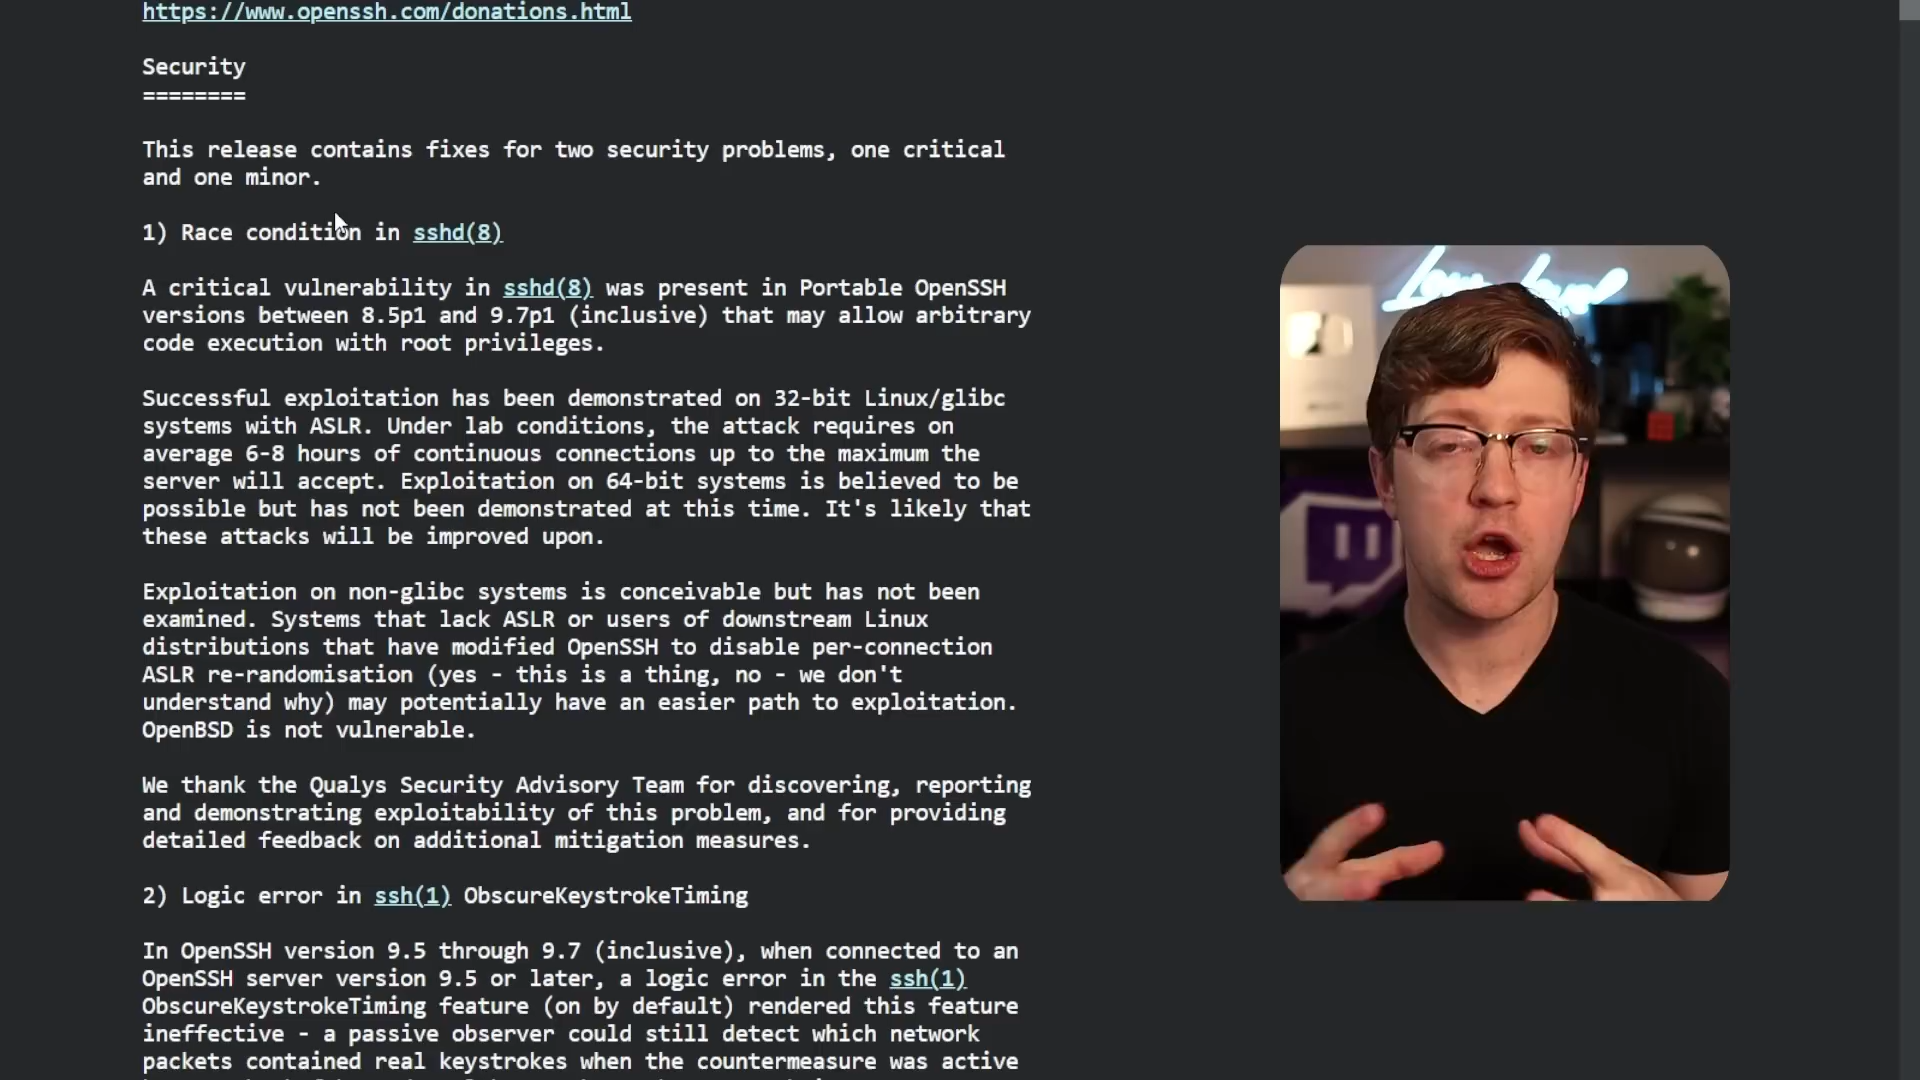 https://www.openssh.com/donations.html
Security
========
This release contains fixes for two security problems, one critical
and one minor.
1) Race condition in sshd(8)
A critical vulnerability in sshd(8) was present in Portable OpenSSH
versions between 8.5p1 and 9.7p1 (inclusive) that may allow arbitrary
code execution with root privileges.
Successful exploitation has been demonstrated on 32-bit Linux/glibc
systems with ASLR. Under lab conditions, the attack requires on
average 6-8 hours of continuous connections up to the maximum the
server will accept. Exploitation on 64-bit systems is believed to be
possible but has not been demonstrated at this time. It's likely that
these attacks will be improved upon.
Exploitation on non-glibc systems is conceivable but has not been
examined. Systems that lack ASLR or users of downstream Linux
distributions that have modified OpenSSH to disable per-connection
ASLR re-randomisation (yes - this is a thing, no - we don't
understand why) may potentially have an easier path to exploitation.
OpenBSD is not vulnerable.
We thank the Qualys Security Advisory Team for discovering, reporting
and demonstrating exploitability of this problem, and for providing
detailed feedback on additional mitigation measures.
2) Logic error in ssh(1) ObscureKeystrokeTiming
In OpenSSH version 9.5 through 9.7 (inclusive), when connected to an
OpenSSH server version 9.5 or later, a logic error in the ssh(1)
ObscureKeystrokeTiming feature (on by default) rendered this feature
ineffective - a passive observer could still detect which network
packets contained real keystrokes when the countermeasure was active